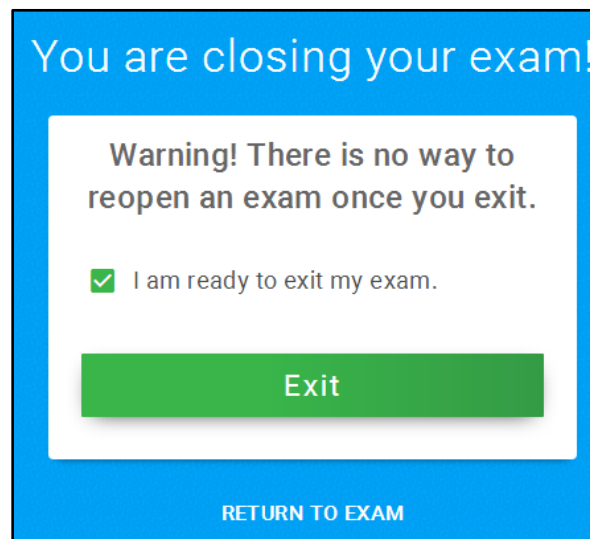 You are closing your exam!
Warning! There is no way to
reopen an exam once you exit.
I am ready to exit my exam.
Exit
RETURN TO EXAM